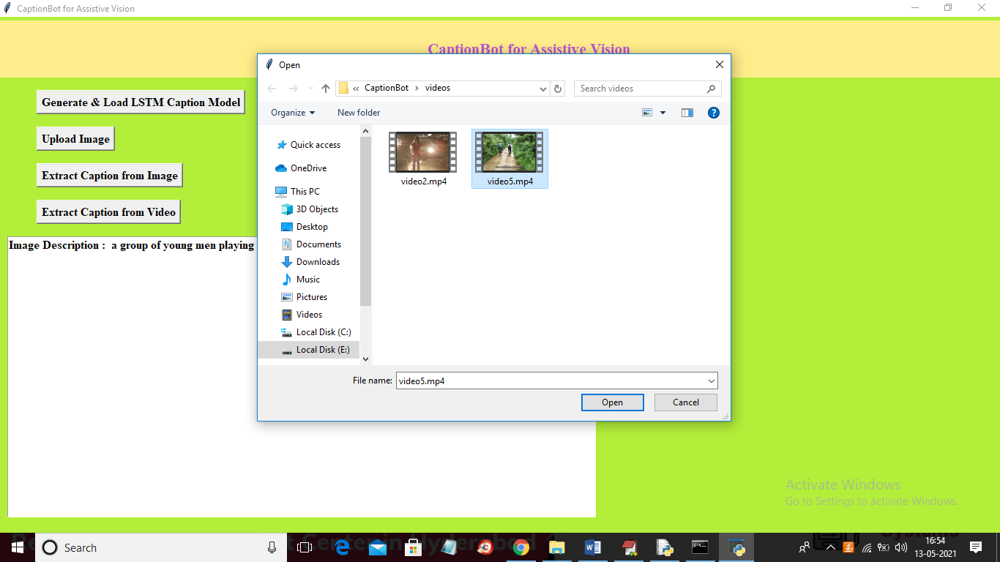 CaptionBot for Assistive Vision
CaptionBot for Assistive Vision
Generate & Load LSTM Caption Model
Upload Image
Extract Caption from Image
Extract Caption from Video
Image Description : a group of young men playing
Open
« CaptionBot › videos
Search videos
Organize
New folder
Quick access
OneDrive
This PC
3D Objects
Desktop
Documents
Downloads
Music
Pictures
Videos
Local Disk (C:)
Local Disk (E:)
video2.mp4
video5.mp4
File name: video5.mp4
Open
Cancel
Activate Windows
Go to Settings to activate Windows.
Search
16:54
13-05-2021